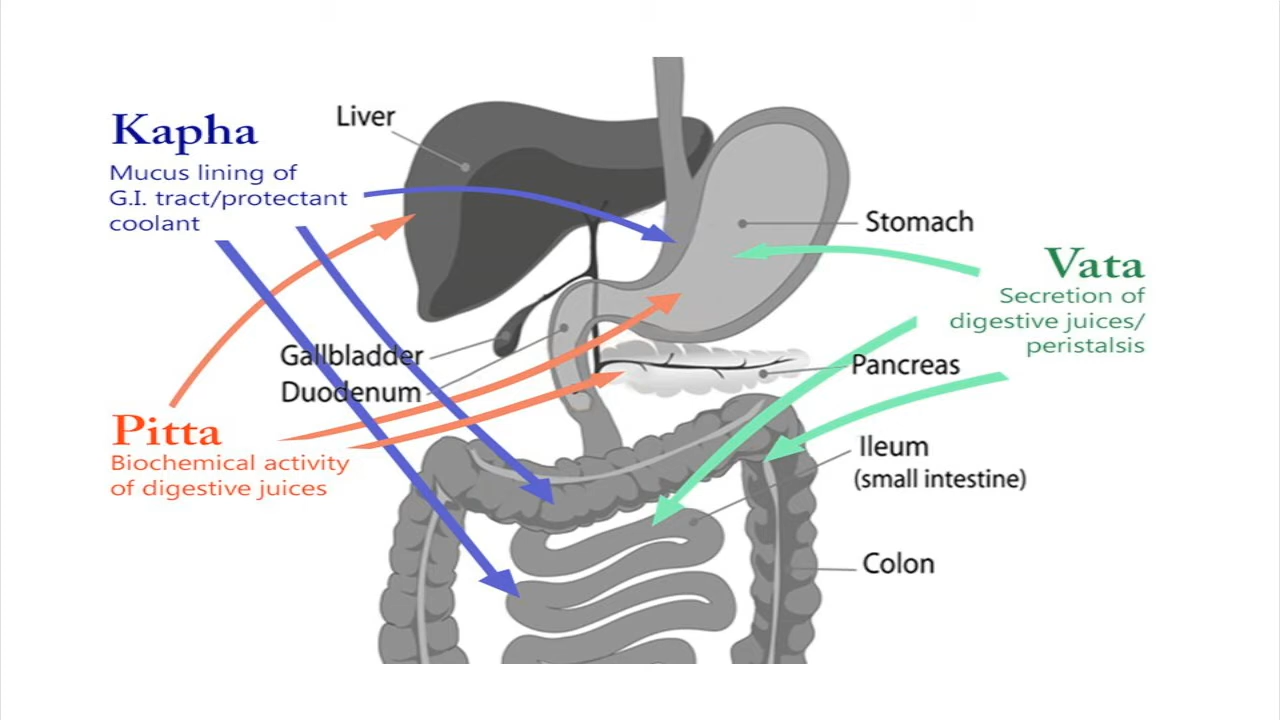 Kapha
Mucus lining of
G.I. tract/protectant
coolant
Liver
Stomach
Vata
Secretion of
digestive juices/
peristalsis
Gallbladder
Duodenum
Pancreas
Pitta
Biochemical activity
of digestive juices
Ileum
(small intestine)
Colon